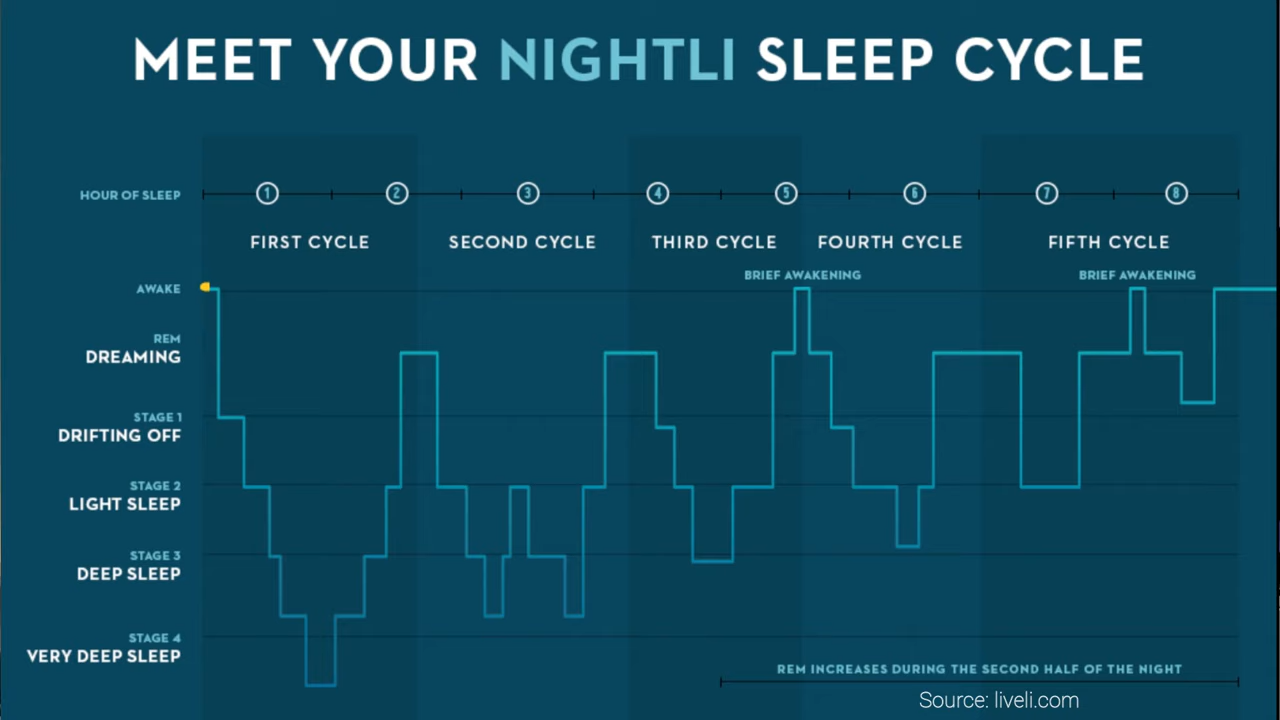 MEET YOUR NIGHTLI SLEEP CYCLE
HOUR OF SLEEP 1 2 3 4 5 6 7 8
FIRST CYCLE SECOND CYCLE THIRD CYCLE FOURTH CYCLE FIFTH CYCLE
BRIEF AWAKENING BRIEF AWAKENING
AWAKE
REM
DREAMING
STAGE 1
DRIFTING OFF
STAGE 2
LIGHT SLEEP
STAGE 3
DEEP SLEEP
STAGE 4
VERY DEEP SLEEP
REM INCREASES DURING THE SECOND HALF OF THE NIGHT
Source: liveli.com